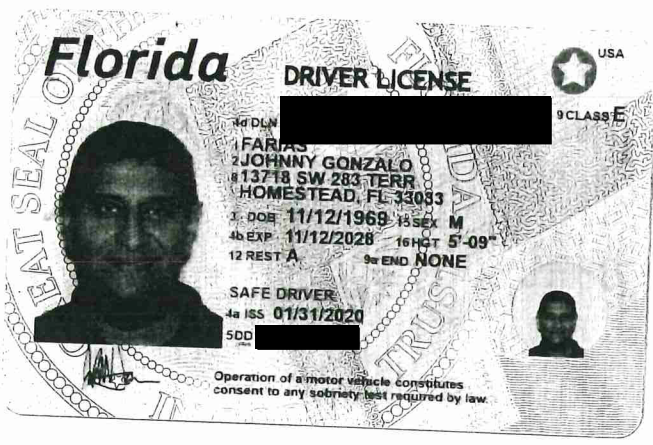 Florida
DRIVER LICENSE
USA
4d DLN
9 CLASS E
1 FARIAS
2 JOHNNY GONZALO
8 13718 SW 283 TERR
HOMESTEAD, FL 33033
3 DOB 11/12/1969 15 SEX M
4b EXP 11/12/2028 16 HGT 5'-09"
12 REST A 9a END NONE
SAFE DRIVER
4a ISS 01/31/2020
5DD
Operation of a motor vehicle constitutes
consent to any sobriety test required by law.